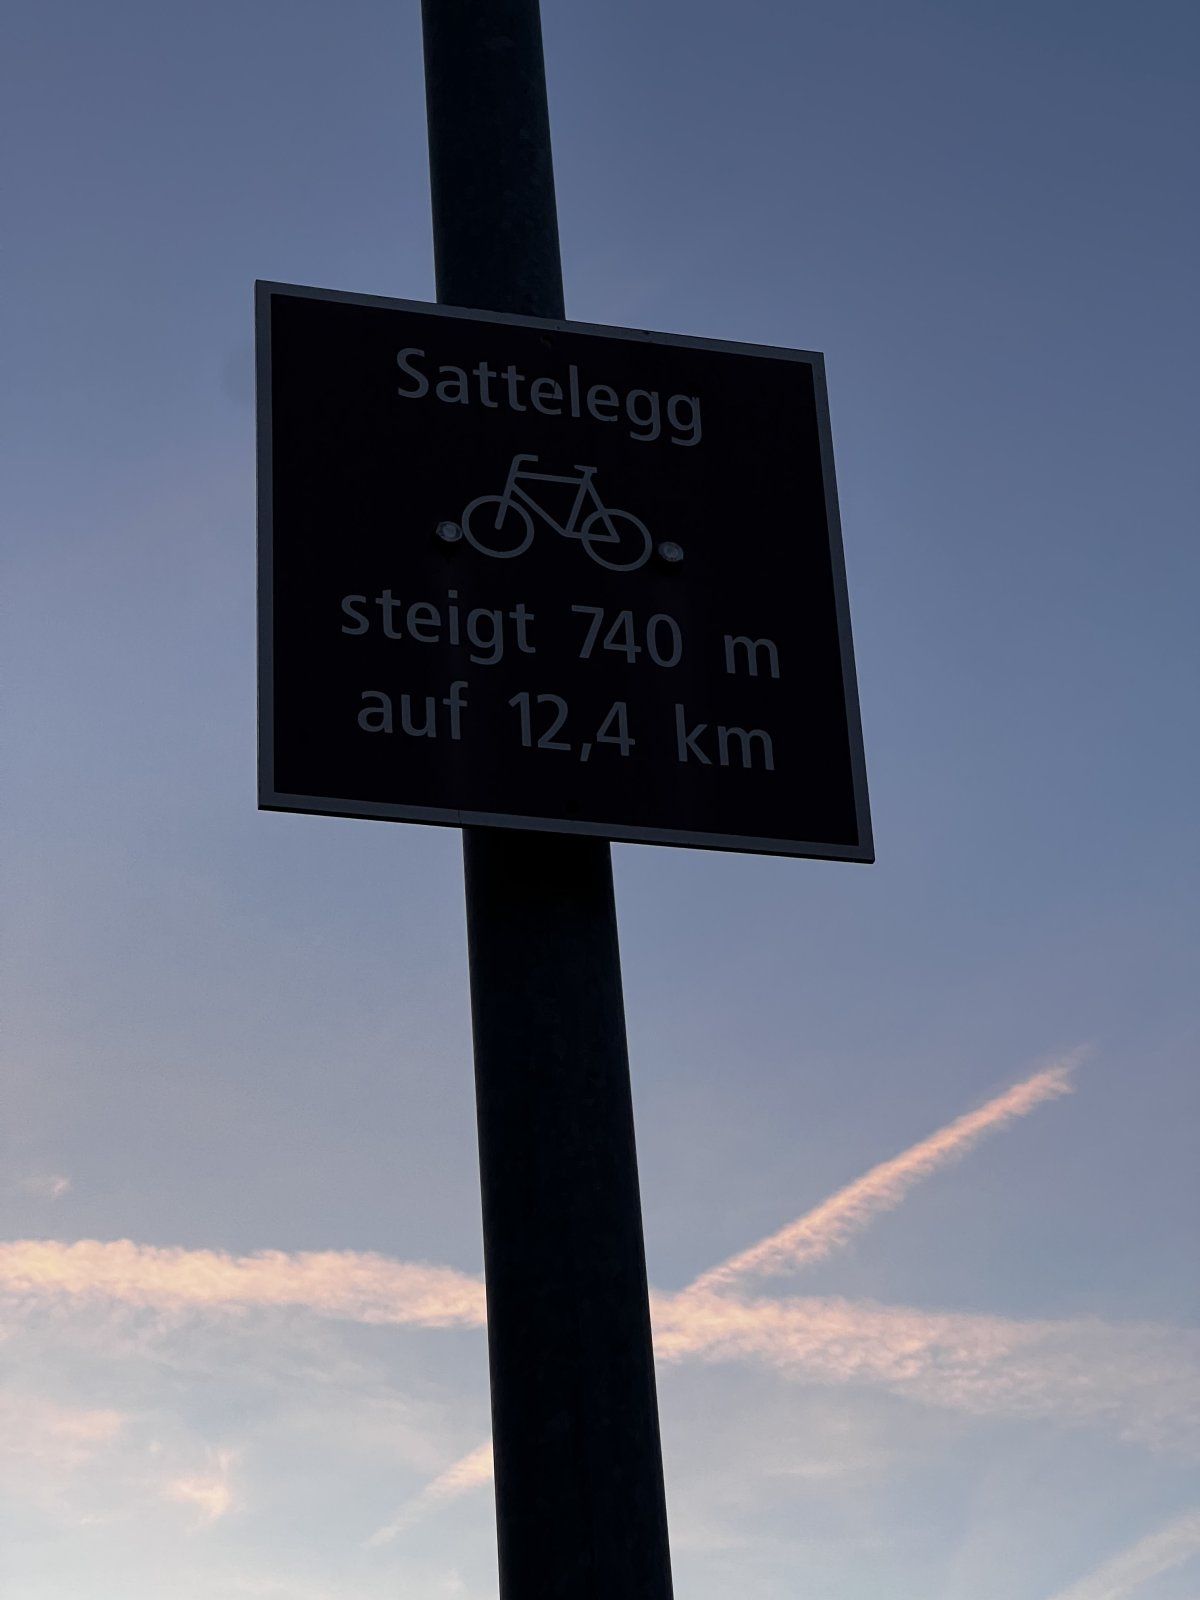 Sattelegg
steigt 740 m
auf 12,4 km